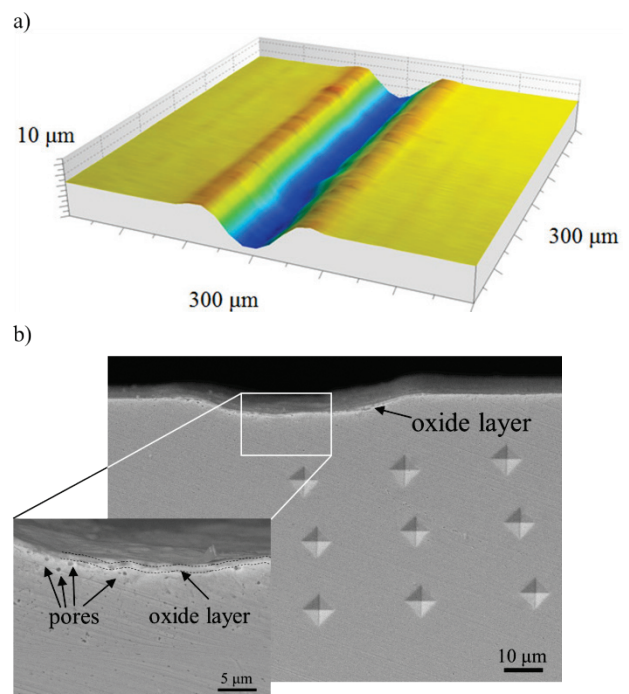 a)
10 μm
300 μm
300 μm
b)
oxide layer
pores
oxide layer
5 μm
10 μm